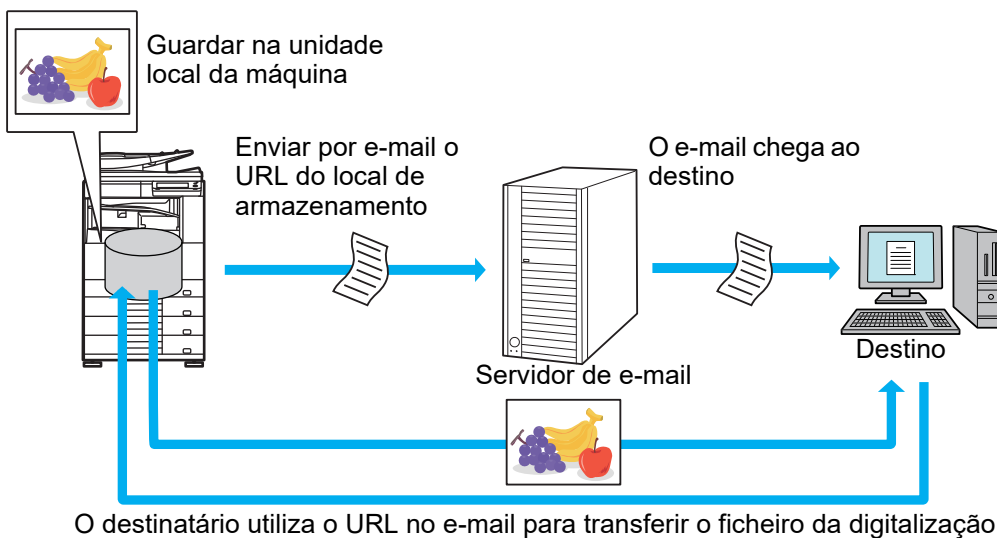 Guardar na unidade
local da máquina
Enviar por e-mail o
URL do local de
armazenamento
O e-mail chega ao
destino
Servidor de e-mail
Destino
O destinatário utiliza o URL no e-mail para transferir o ficheiro da digitalização